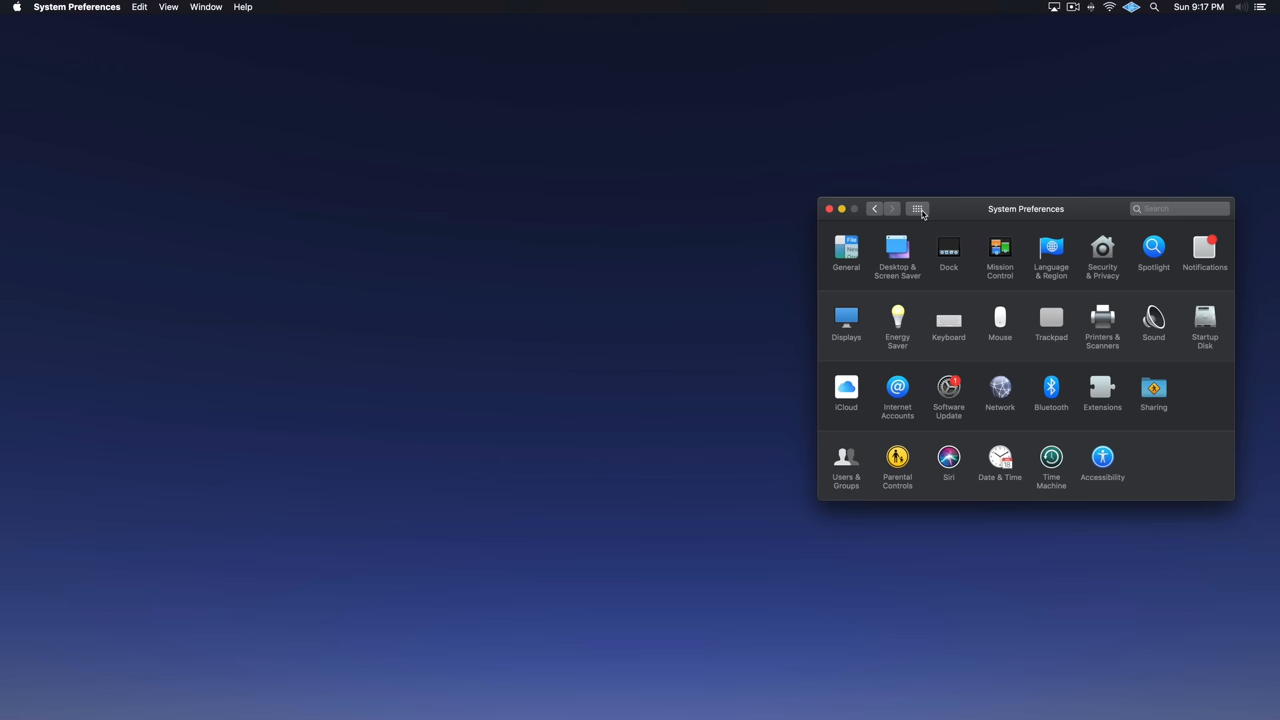 System Preferences Edit View Window Help
Sun 9:17 PM
System Preferences
Search
General
Desktop &
Screen Saver
Dock
Mission
Control
Language
& Region
Security
& Privacy
Spotlight
Notifications
Displays
Energy
Saver
Keyboard
Mouse
Trackpad
Printers &
Scanners
Sound
Startup
Disk
iCloud
Internet
Accounts
1
Software
Update
Network
Bluetooth
Extensions
Sharing
Users &
Groups
Parental
Controls
Siri
Date & Time
Time
Machine
Accessibility